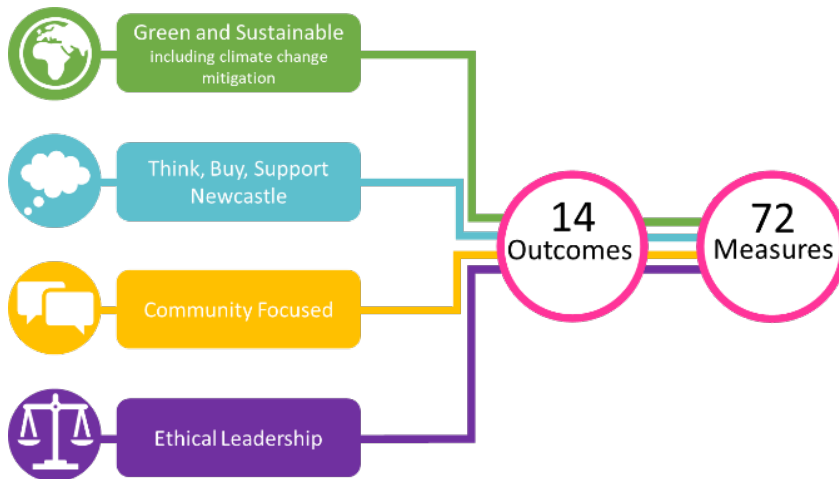 Green and Sustainable
including climate change
mitigation
Think, Buy, Support
Newcastle
Community Focused
Ethical Leadership
14
Outcomes
72
Measures